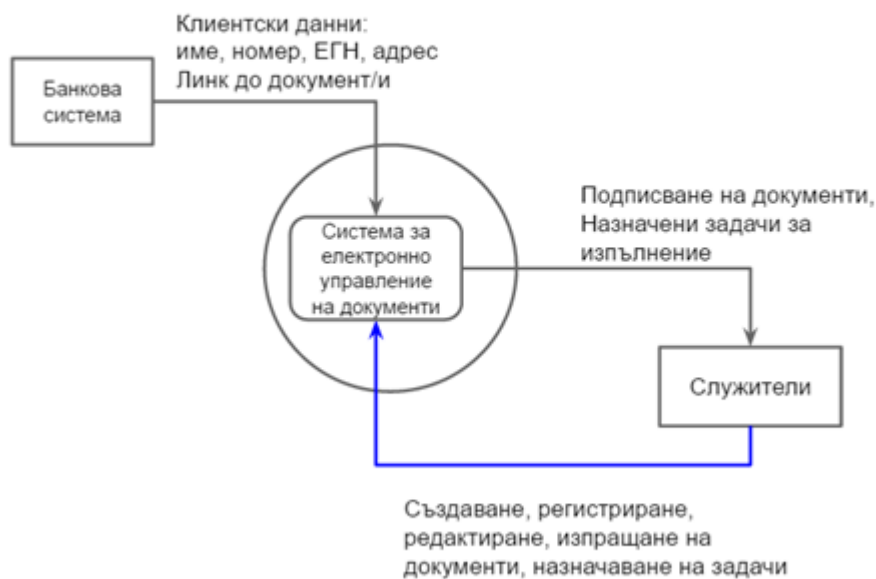 Клиентски данни:
име, номер, ЕГН, адрес
Линк до документ/и
Банкова
система
Система за
електронно
управление
на документи
Подписване на документи,
Назначени задачи за
изпълнение
Служители
Създаване, регистриране,
редактиране, изпращане на
документи, назначаване на задачи